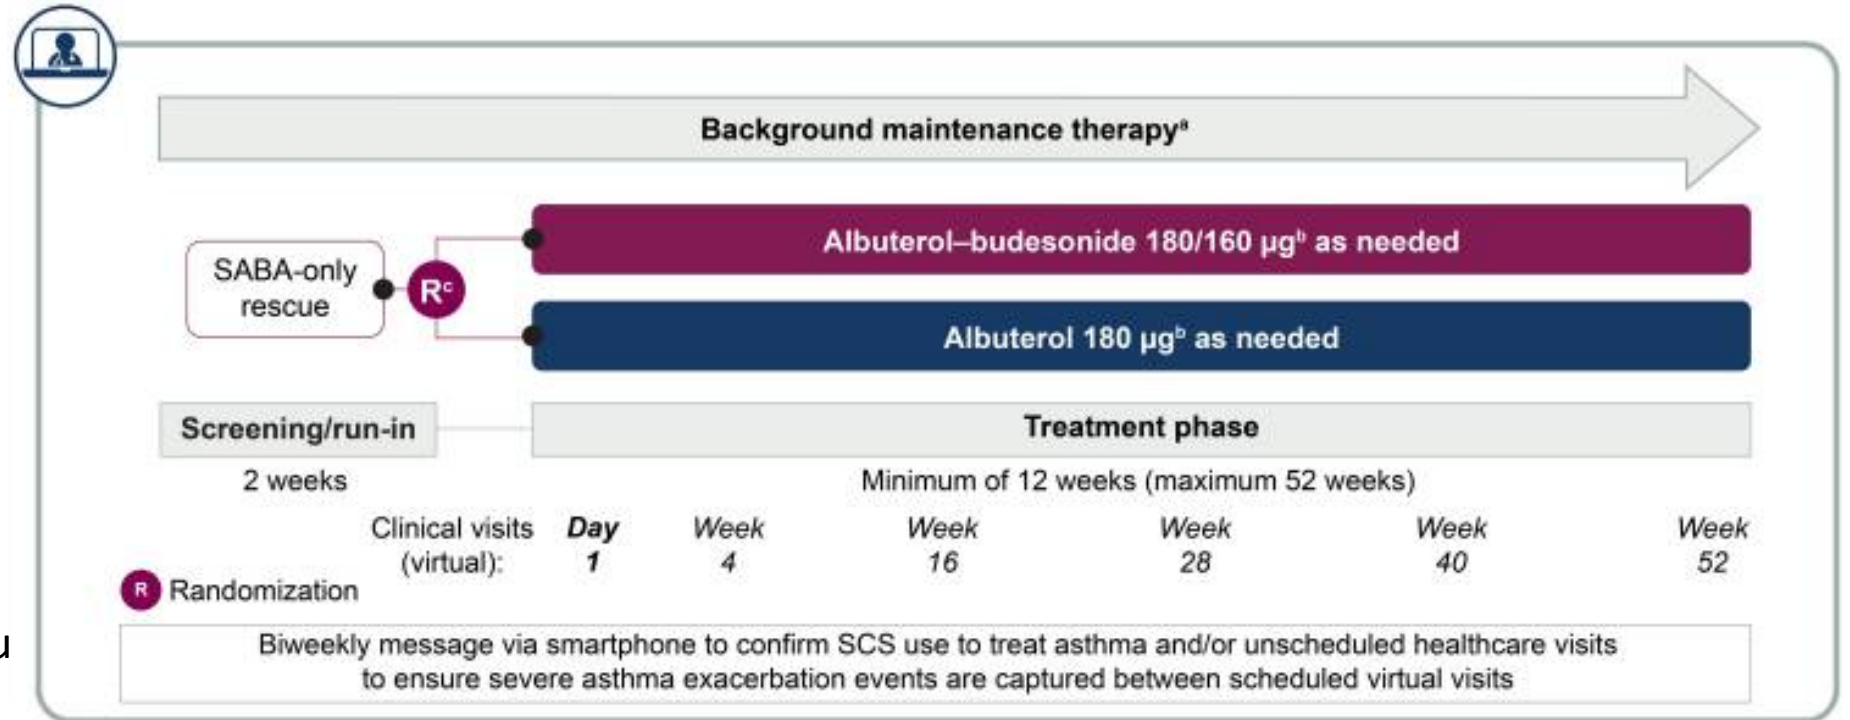 Background maintenance therapyᵃ
SABA-only
rescue
Rᶜ
Albuterol–budesonide 180/160 µgᵇ as needed
Albuterol 180 µgᵇ as needed
Screening/run-in
Treatment phase
2 weeks
Minimum of 12 weeks (maximum 52 weeks)
Clinical visits Day Week Week Week Week Week
(virtual): 1 4 16 28 40 52
R Randomization
Biweekly message via smartphone to confirm SCS use to treat asthma and/or unscheduled healthcare visits
to ensure severe asthma exacerbation events are captured between scheduled virtual visits